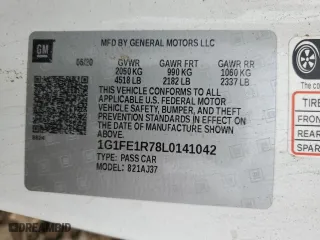 GM
MFD BY GENERAL MOTORS LLC
06/20 GVWR GAWR FRT GAWR RR
2050 KG 990 KG 1060 KG
4518 LB 2182 LB 2337 LB
THIS VEHICLE CONFORMS TO ALL
APPLICABLE U.S. FEDERAL MOTOR
VEHICLE SAFETY, BUMPER, AND THEFT
PREVENTION STANDARDS IN EFFECT ON
THE DATE OF MANUFACTURE SHOWN
ABOVE.
1G1FE1R78L0141042
TYPE: PASS CAR
MODEL: 821AJ37
The co
TIRE
FRON
REAR
SPAR
DREAMBID